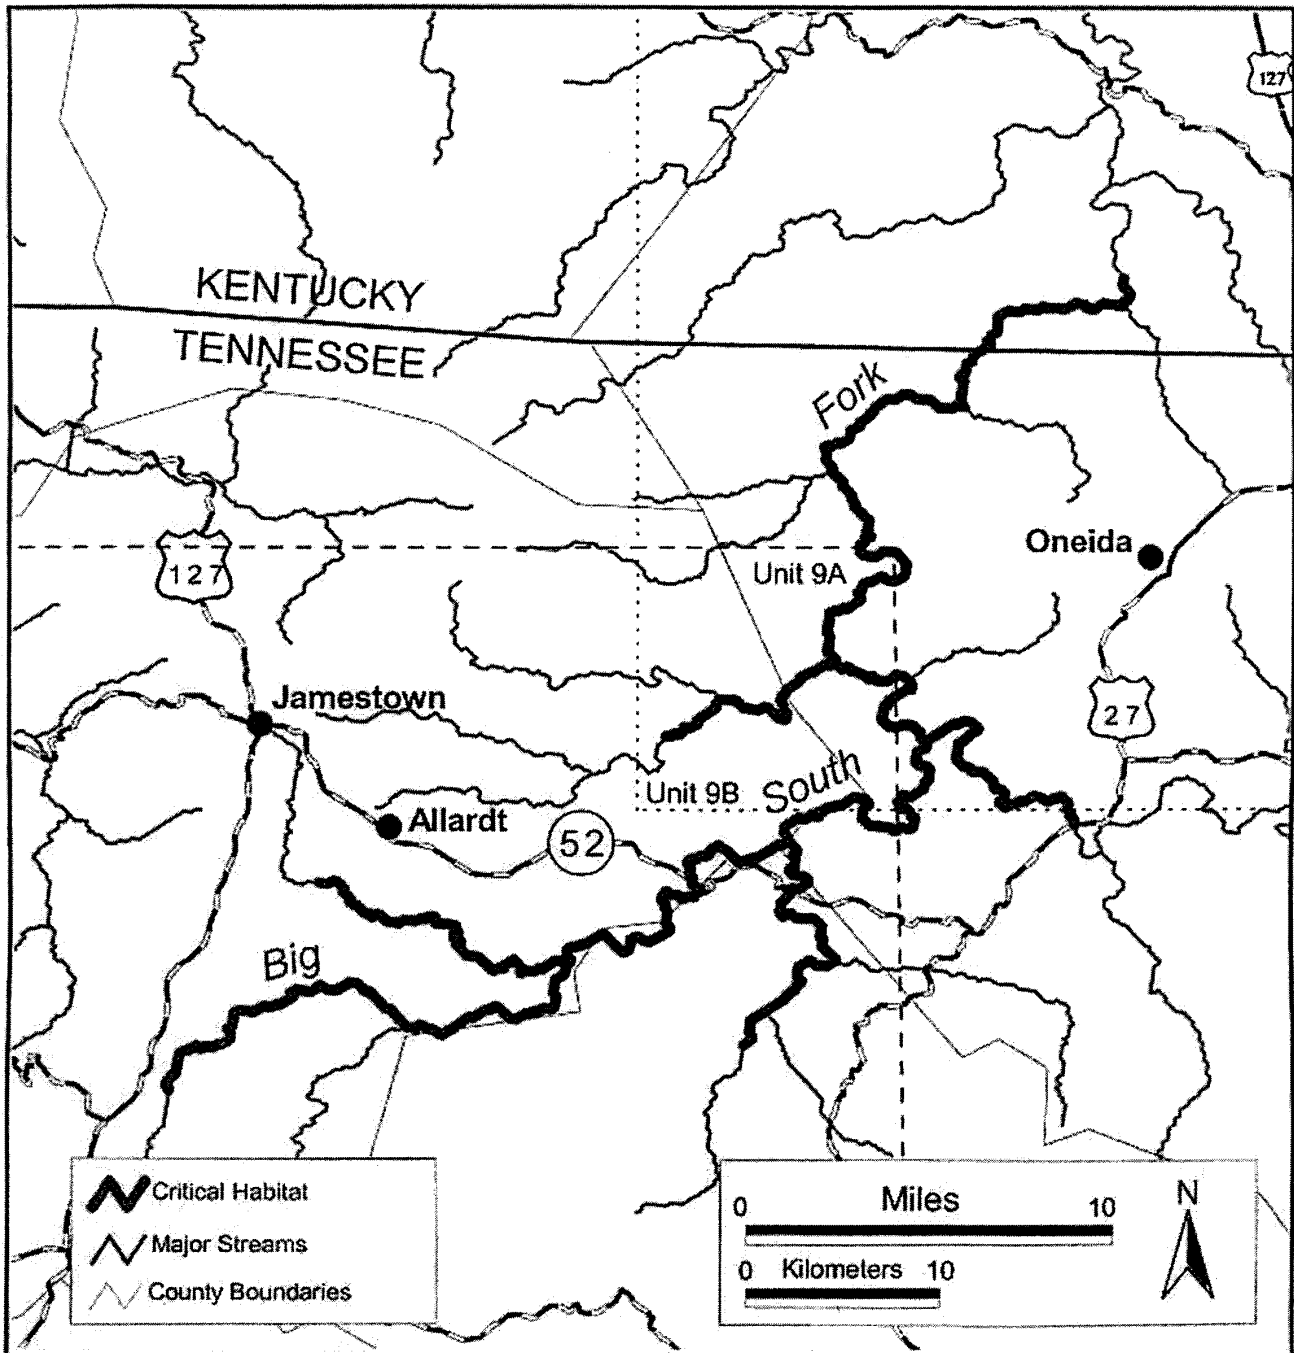 127
KENTUCKY
TENNESSEE
Fork
Oneida
127
Unit 9A
Jamestown
27
Unit 9B
South
Allardt
52
Big
Critical Habitat
Major Streams
County Boundaries
0 Miles 10
0 Kilometers 10
N